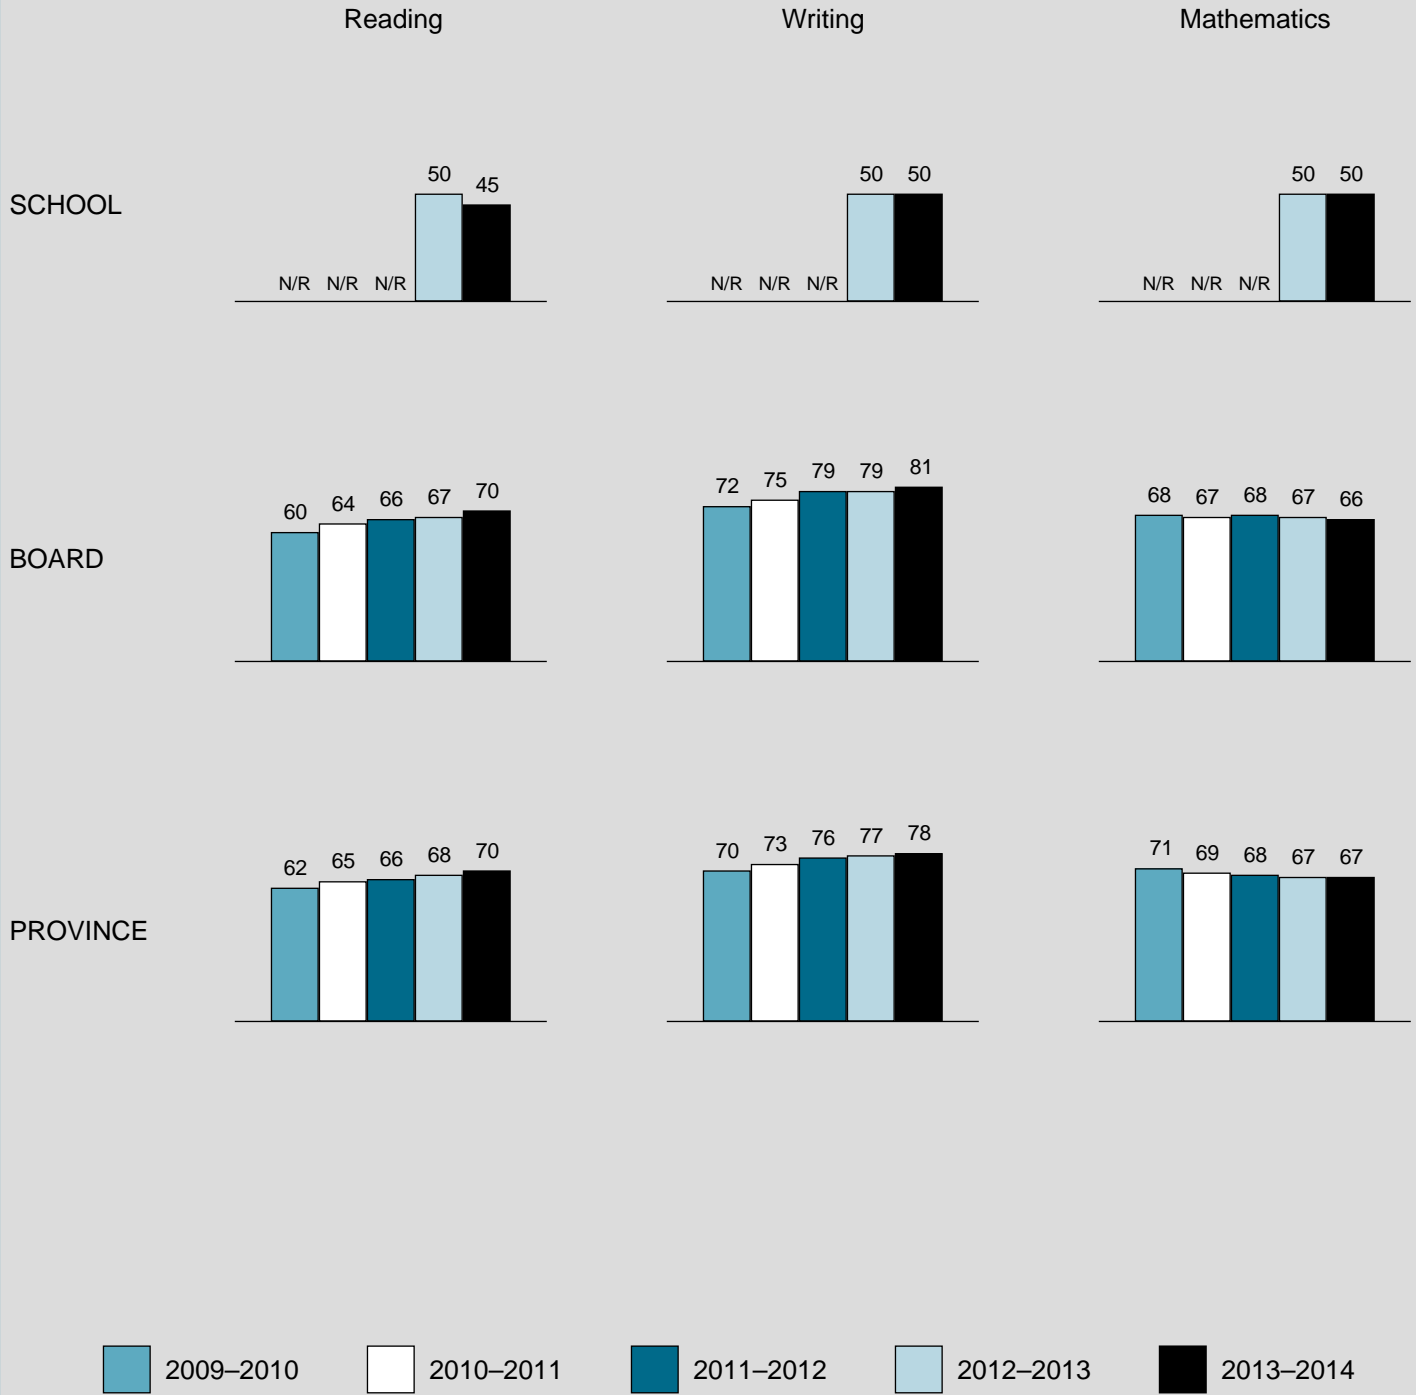 Reading Writing Mathematics
50 45 50 50 50 50
SCHOOL
N/R N/R N/R N/R N/R N/R N/R N/R N/R
60 64 66 67 70 72 75 79 79 81 68 67 68 67 66
BOARD
62 65 66 68 70 70 73 76 77 78 71 69 68 67 67
PROVINCE
2009–2010 2010–2011 2011–2012 2012–2013 2013–2014